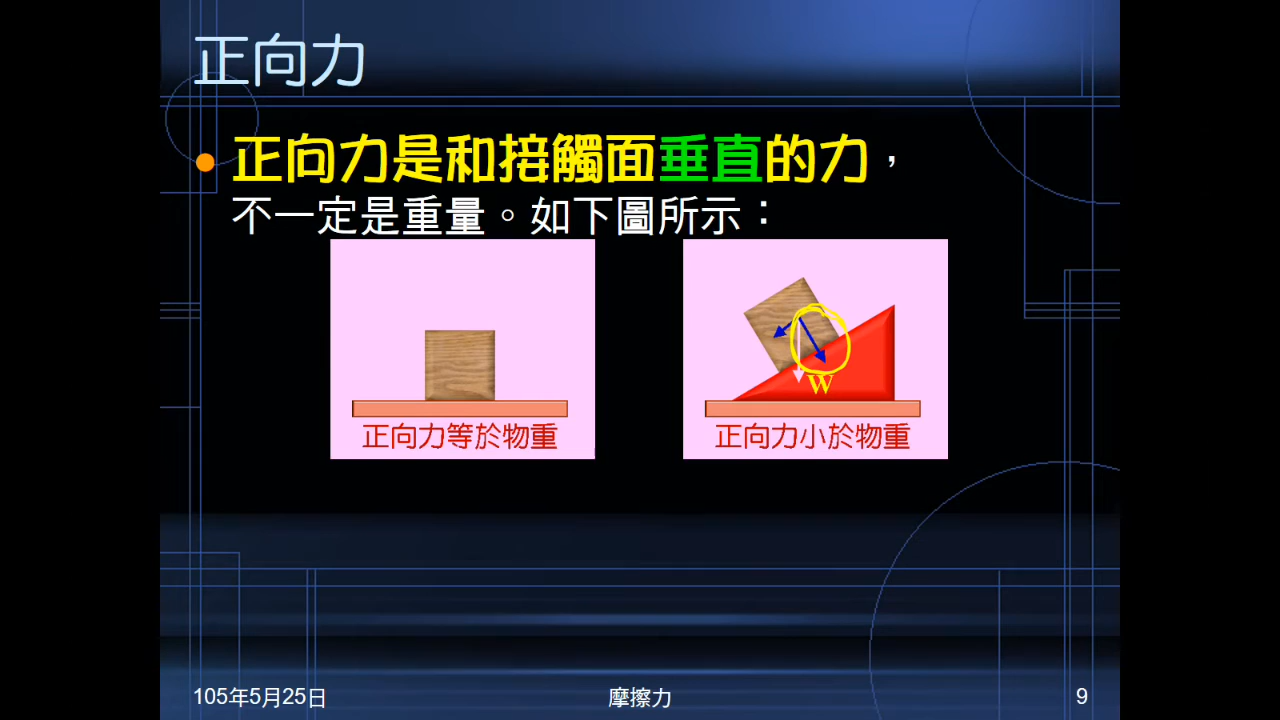 正向力
正向力是和接觸面垂直的力，
不一定是重量。如下圖所示：
正向力等於物重
W
正向力小於物重
105年5月25日
摩擦力
9